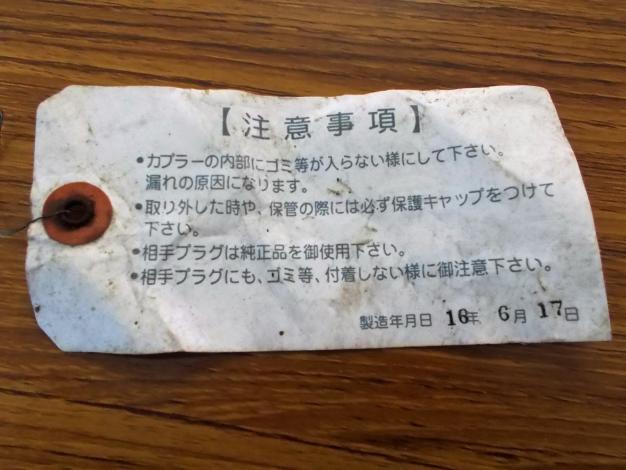 【注意事項】
●カプラーの内部にゴミ等が入らない様にして下さい。
漏れの原因になります。
●取り外した時や、保管の際には必ず保護キャップをつけて
下さい。
●相手プラグは純正品を御使用下さい。
●相手プラグにも、ゴミ等、付着しない様に御注意下さい。
製造年月日 16年 6月 17日